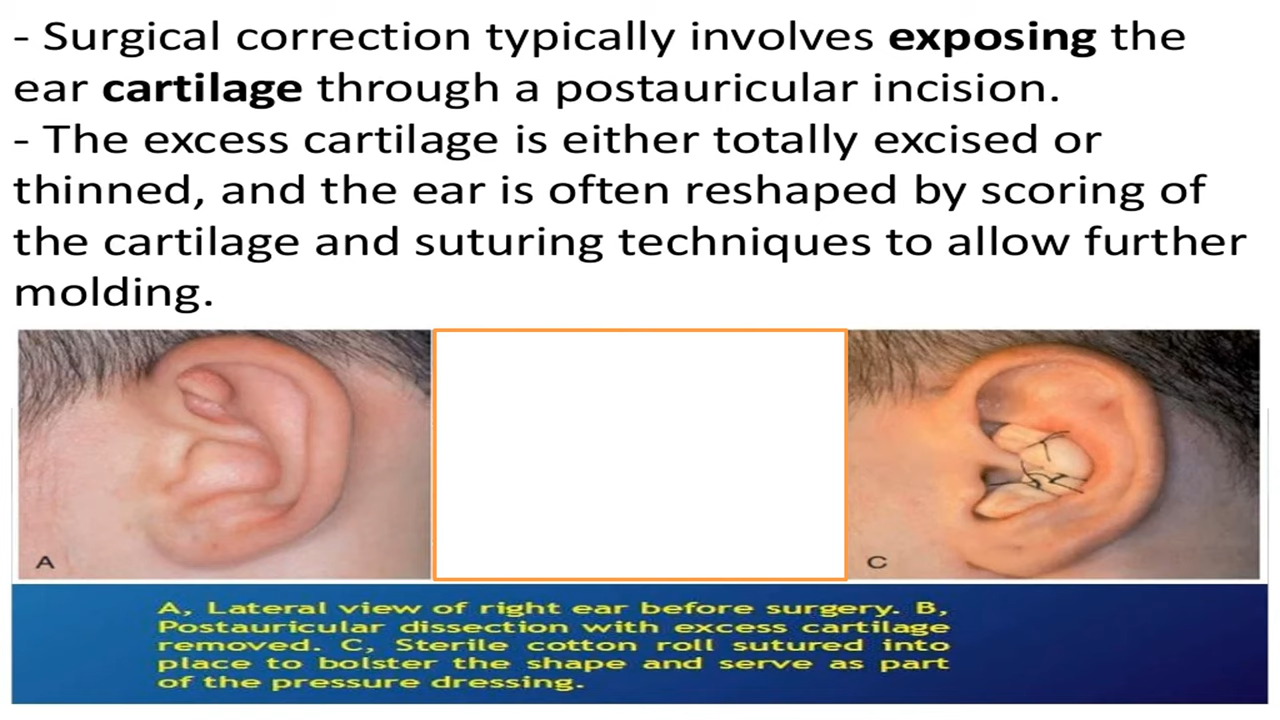 - Surgical correction typically involves exposing the
ear cartilage through a postauricular incision.
- The excess cartilage is either totally excised or
thinned, and the ear is often reshaped by scoring of
the cartilage and suturing techniques to allow further
molding.
A
C
A, Lateral view of right ear before surgery. B,
Postauricular dissection with excess cartilage
removed. C, Sterile cotton roll sutured into
place to bolster the shape and serve as part
of the pressure dressing.